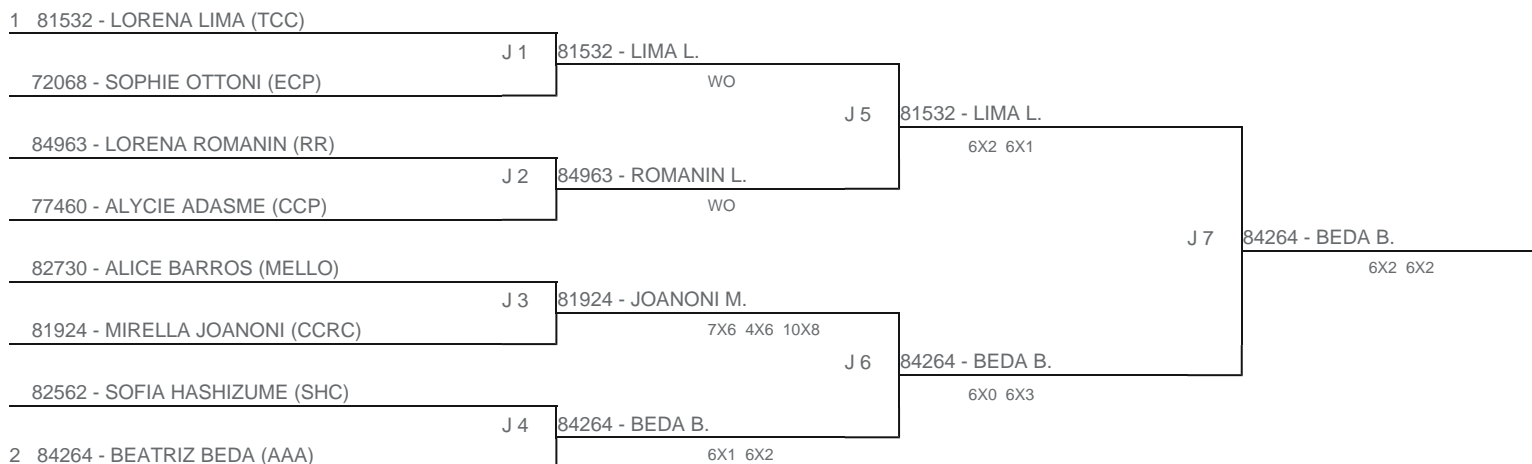 1 81532 - LORENA LIMA (TCC)
J 1 81532 - LIMA L.
72068 - SOPHIE OTTONI (ECP) WO
J 5 81532 - LIMA L.
84963 - LORENA ROMANIN (RR) 6X2 6X1
J 2 84963 - ROMANIN L.
77460 - ALYCIE ADASME (CCP) WO
J 7 84264 - BEDA B.
82730 - ALICE BARROS (MELLO) 6X2 6X2
J 3 81924 - JOANONI M.
81924 - MIRELLA JOANONI (CCRC) 7X6 4X6 10X8
J 6 84264 - BEDA B.
82562 - SOFIA HASHIZUME (SHC) 6X0 6X3
J 4 84264 - BEDA B.
2 84264 - BEATRIZ BEDA (AAA) 6X1 6X2